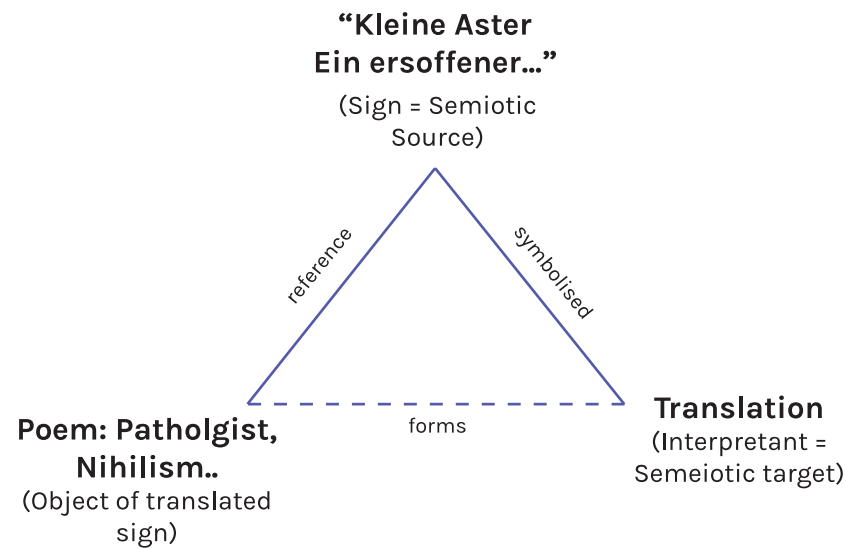 “Kleine Aster
Ein ersoffener...”
(Sign = Semiotic
Source)
reference
symbolised
forms
Poem: Patholgist,
Nihilism..
(Object of translated
sign)
Translation
(Interpretant =
Semeiotic target)